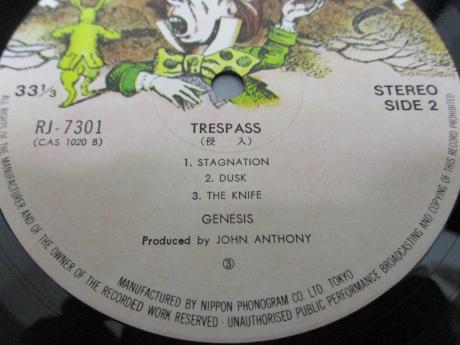 33 1/3
STEREO
SIDE 2
RJ-7301
(CAS 1020 B)
TRESPASS
(侵 入)
1. STAGNATION
2. DUSK
3. THE KNIFE
GENESIS
Produced by JOHN ANTHONY
③
ALL RIGHTS OF THE MANUFACTURER AND OF THE OWNER OF THE RECORDED WORK RESERVED · UNAUTHORISED PUBLIC PERFORMANCE BROADCASTING AND COPYING OF THIS RECORD PROHIBITED
MANUFACTURED BY NIPPON PHONOGRAM CO. LTD. TOKYO